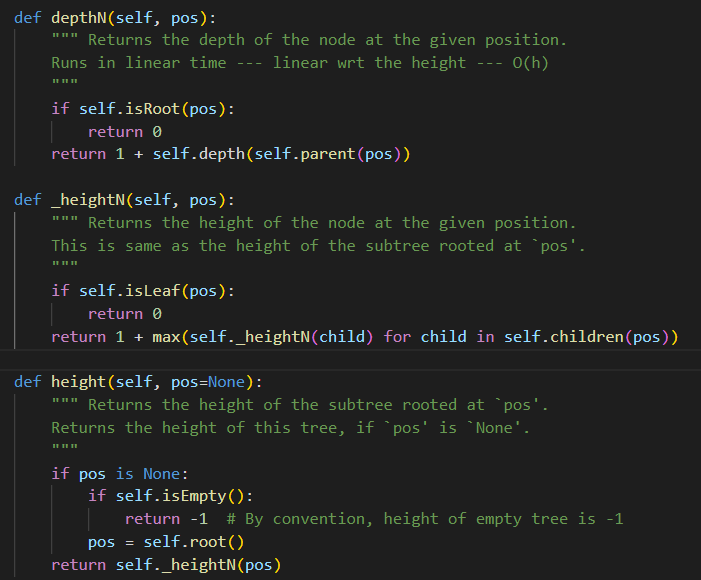 def depthN(self, pos):
    """ Returns the depth of the node at the given position.
    Runs in linear time --- linear wrt the height --- O(h)
    """
    if self.isRoot(pos):
        return 0
    return 1 + self.depth(self.parent(pos))

def _heightN(self, pos):
    """ Returns the height of the node at the given position.
    This is same as the height of the subtree rooted at `pos'.
    """
    if self.isLeaf(pos):
        return 0
    return 1 + max(self._heightN(child) for child in self.children(pos))

def height(self, pos=None):
    """ Returns the height of the subtree rooted at `pos'.
    Returns the height of this tree, if `pos' is `None'.
    """
    if pos is None:
        if self.isEmpty():
            return -1  # By convention, height of empty tree is -1
        pos = self.root()
    return self._heightN(pos)